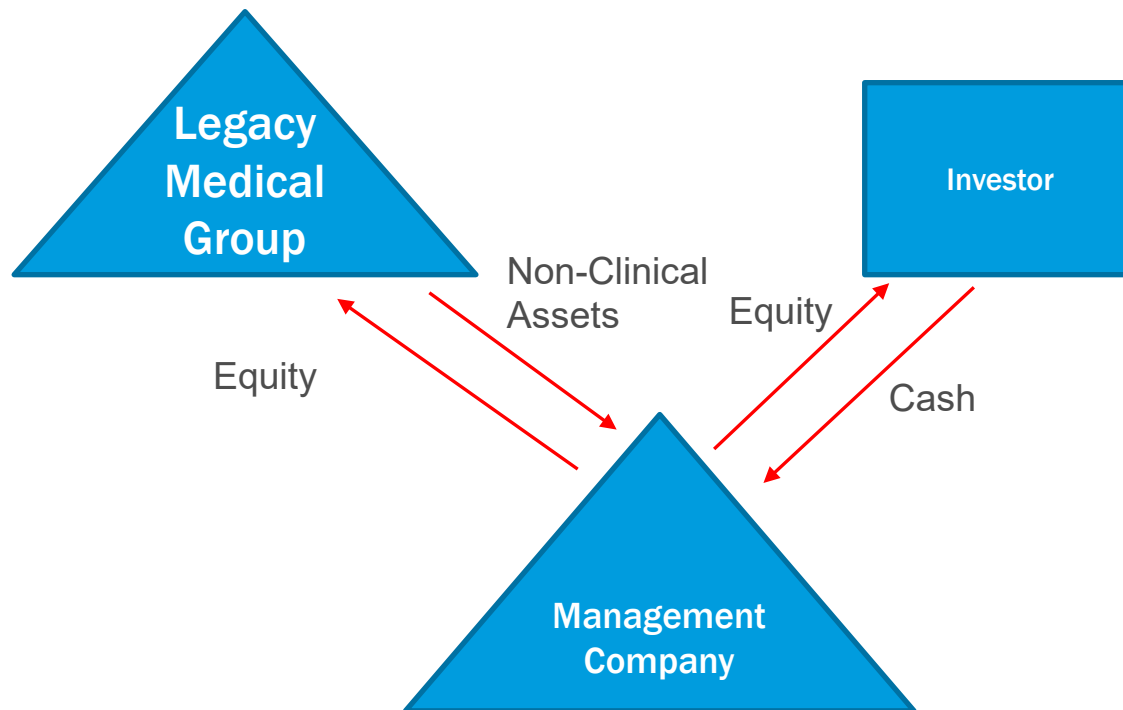 Legacy
Medical
Group
Investor
Non-Clinical
Assets
Equity
Equity
Cash
Management
Company